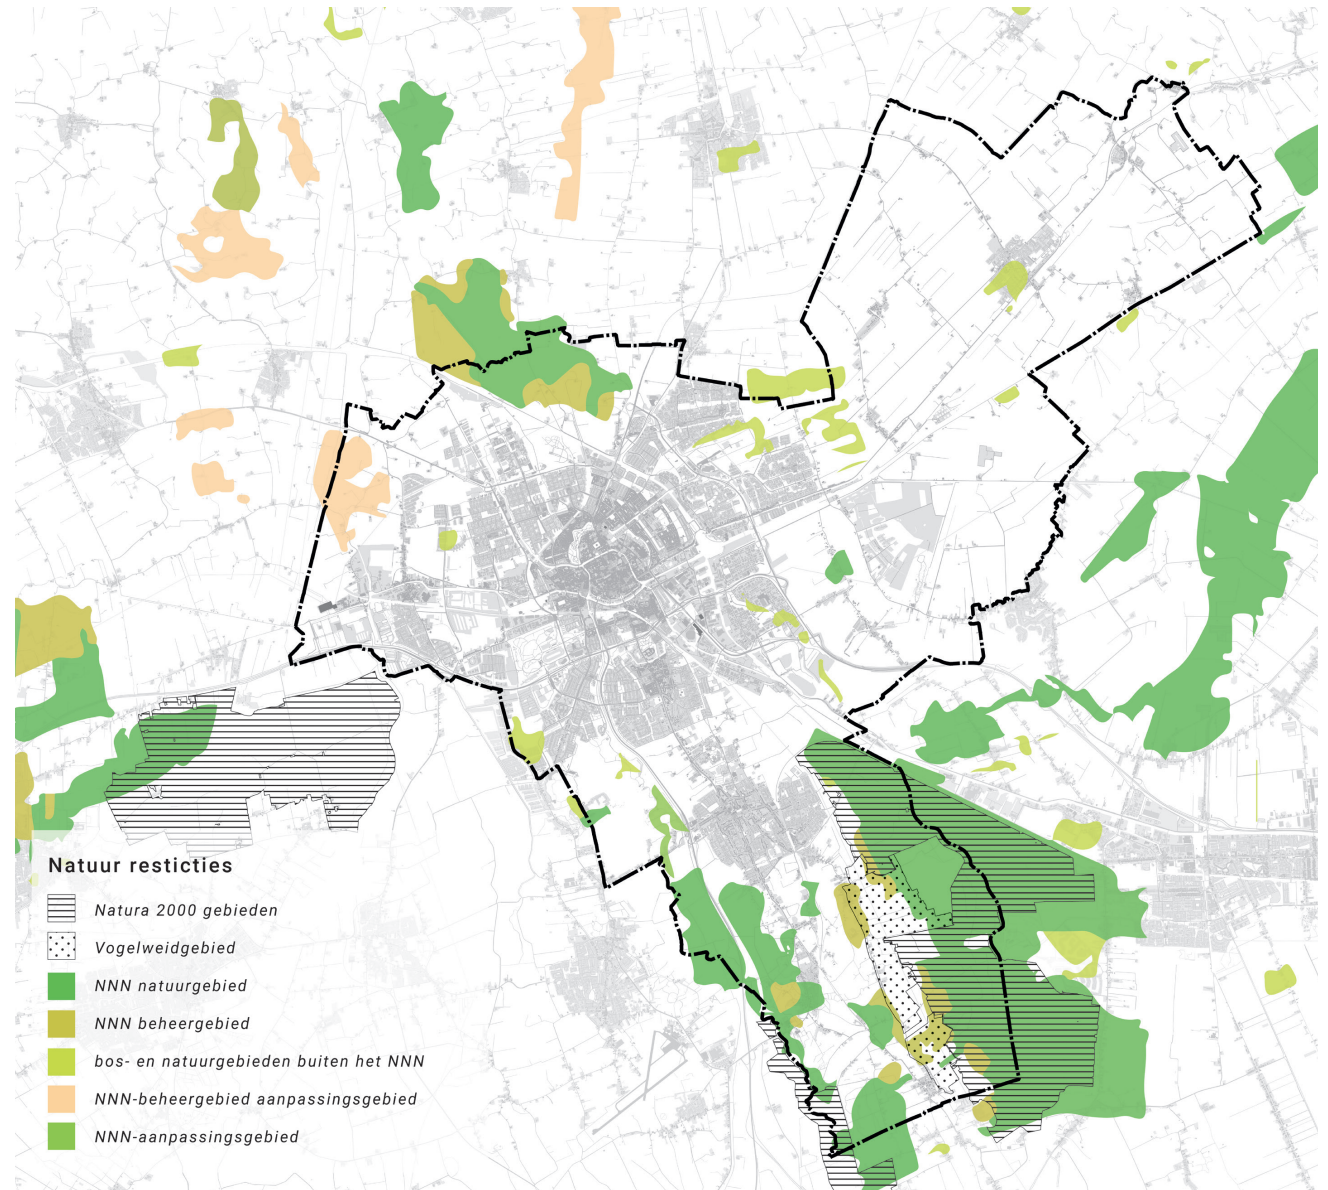 Natuur resticties
Natura 2000 gebieden
Vogelweidgebied
NNN natuurgebied
NNN beheergebied
bos- en natuurgebieden buiten het NNN
NNN-beheergebied aanpassingsgebied
NNN-aanpassingsgebied